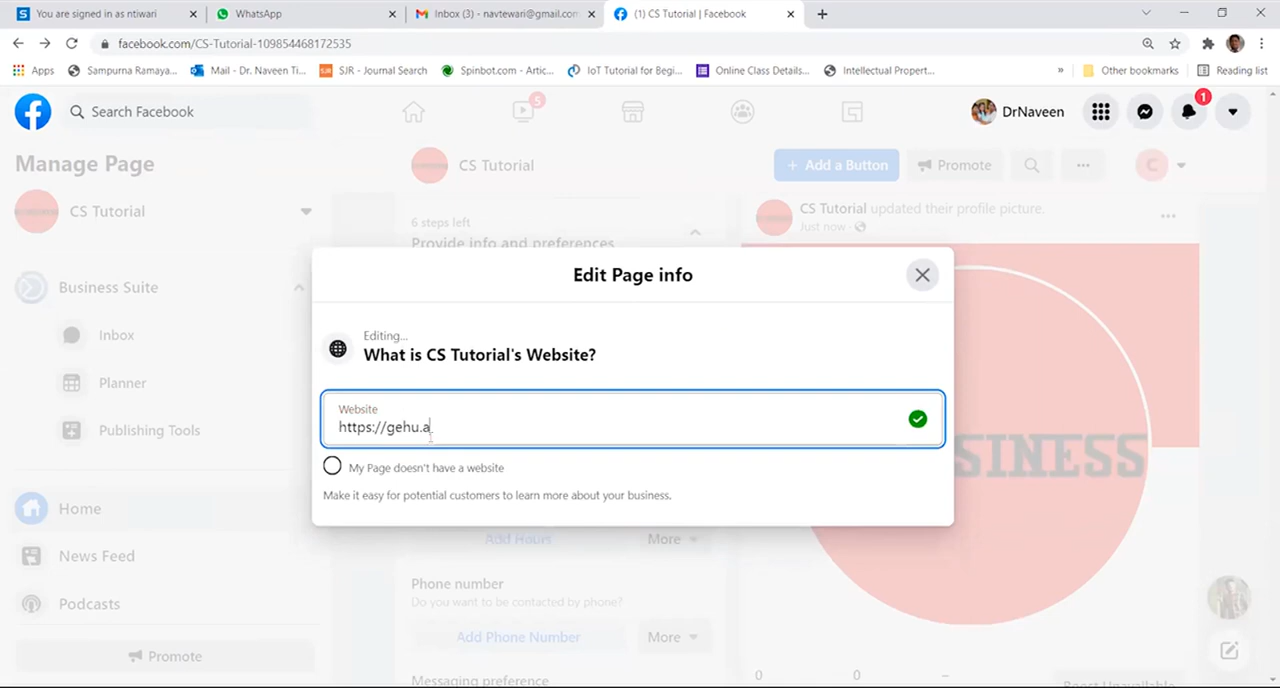 You are signed in as ntiwari
WhatsApp
Inbox (3) - navtewari@gmail.com
(1) CS Tutorial | Facebook
facebook.com/CS-Tutorial-109854468172535
Apps
Sampurna Ramaya...
Mail - Dr. Naveen Ti...
SJR - Journal Search
Spinbot.com - Artic...
IoT Tutorial for Begi...
Online Class Details...
Intellectual Propert...
»
Other bookmarks
Reading list
Search Facebook
5
DrNaveen
1
Manage Page
CS Tutorial
+ Add a Button
Promote
C
CS Tutorial
6 steps left
Provide info and preferences
CS Tutorial updated their profile picture.
Just now
Business Suite
Inbox
Planner
Publishing Tools
Home
News Feed
Podcasts
Promote
Edit Page info
Editing...
What is CS Tutorial's Website?
Website
https://gehu.a
My Page doesn't have a website
Make it easy for potential customers to learn more about your business.
SINESS
Add Hours
More
Phone number
Do you want to be contacted by phone?
Add Phone Number
More
Messaging preference
0
0
Boost Unavailable